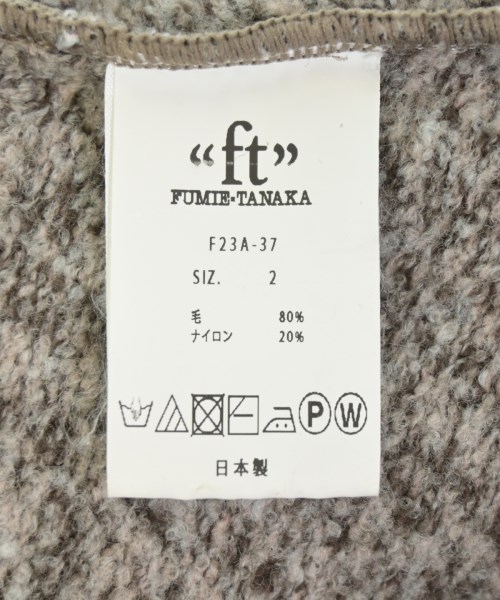 “ft”
FUMIE-TANAKA
F23A-37
SIZ. 2
毛 80%
ナイロン 20%
P W
日本製